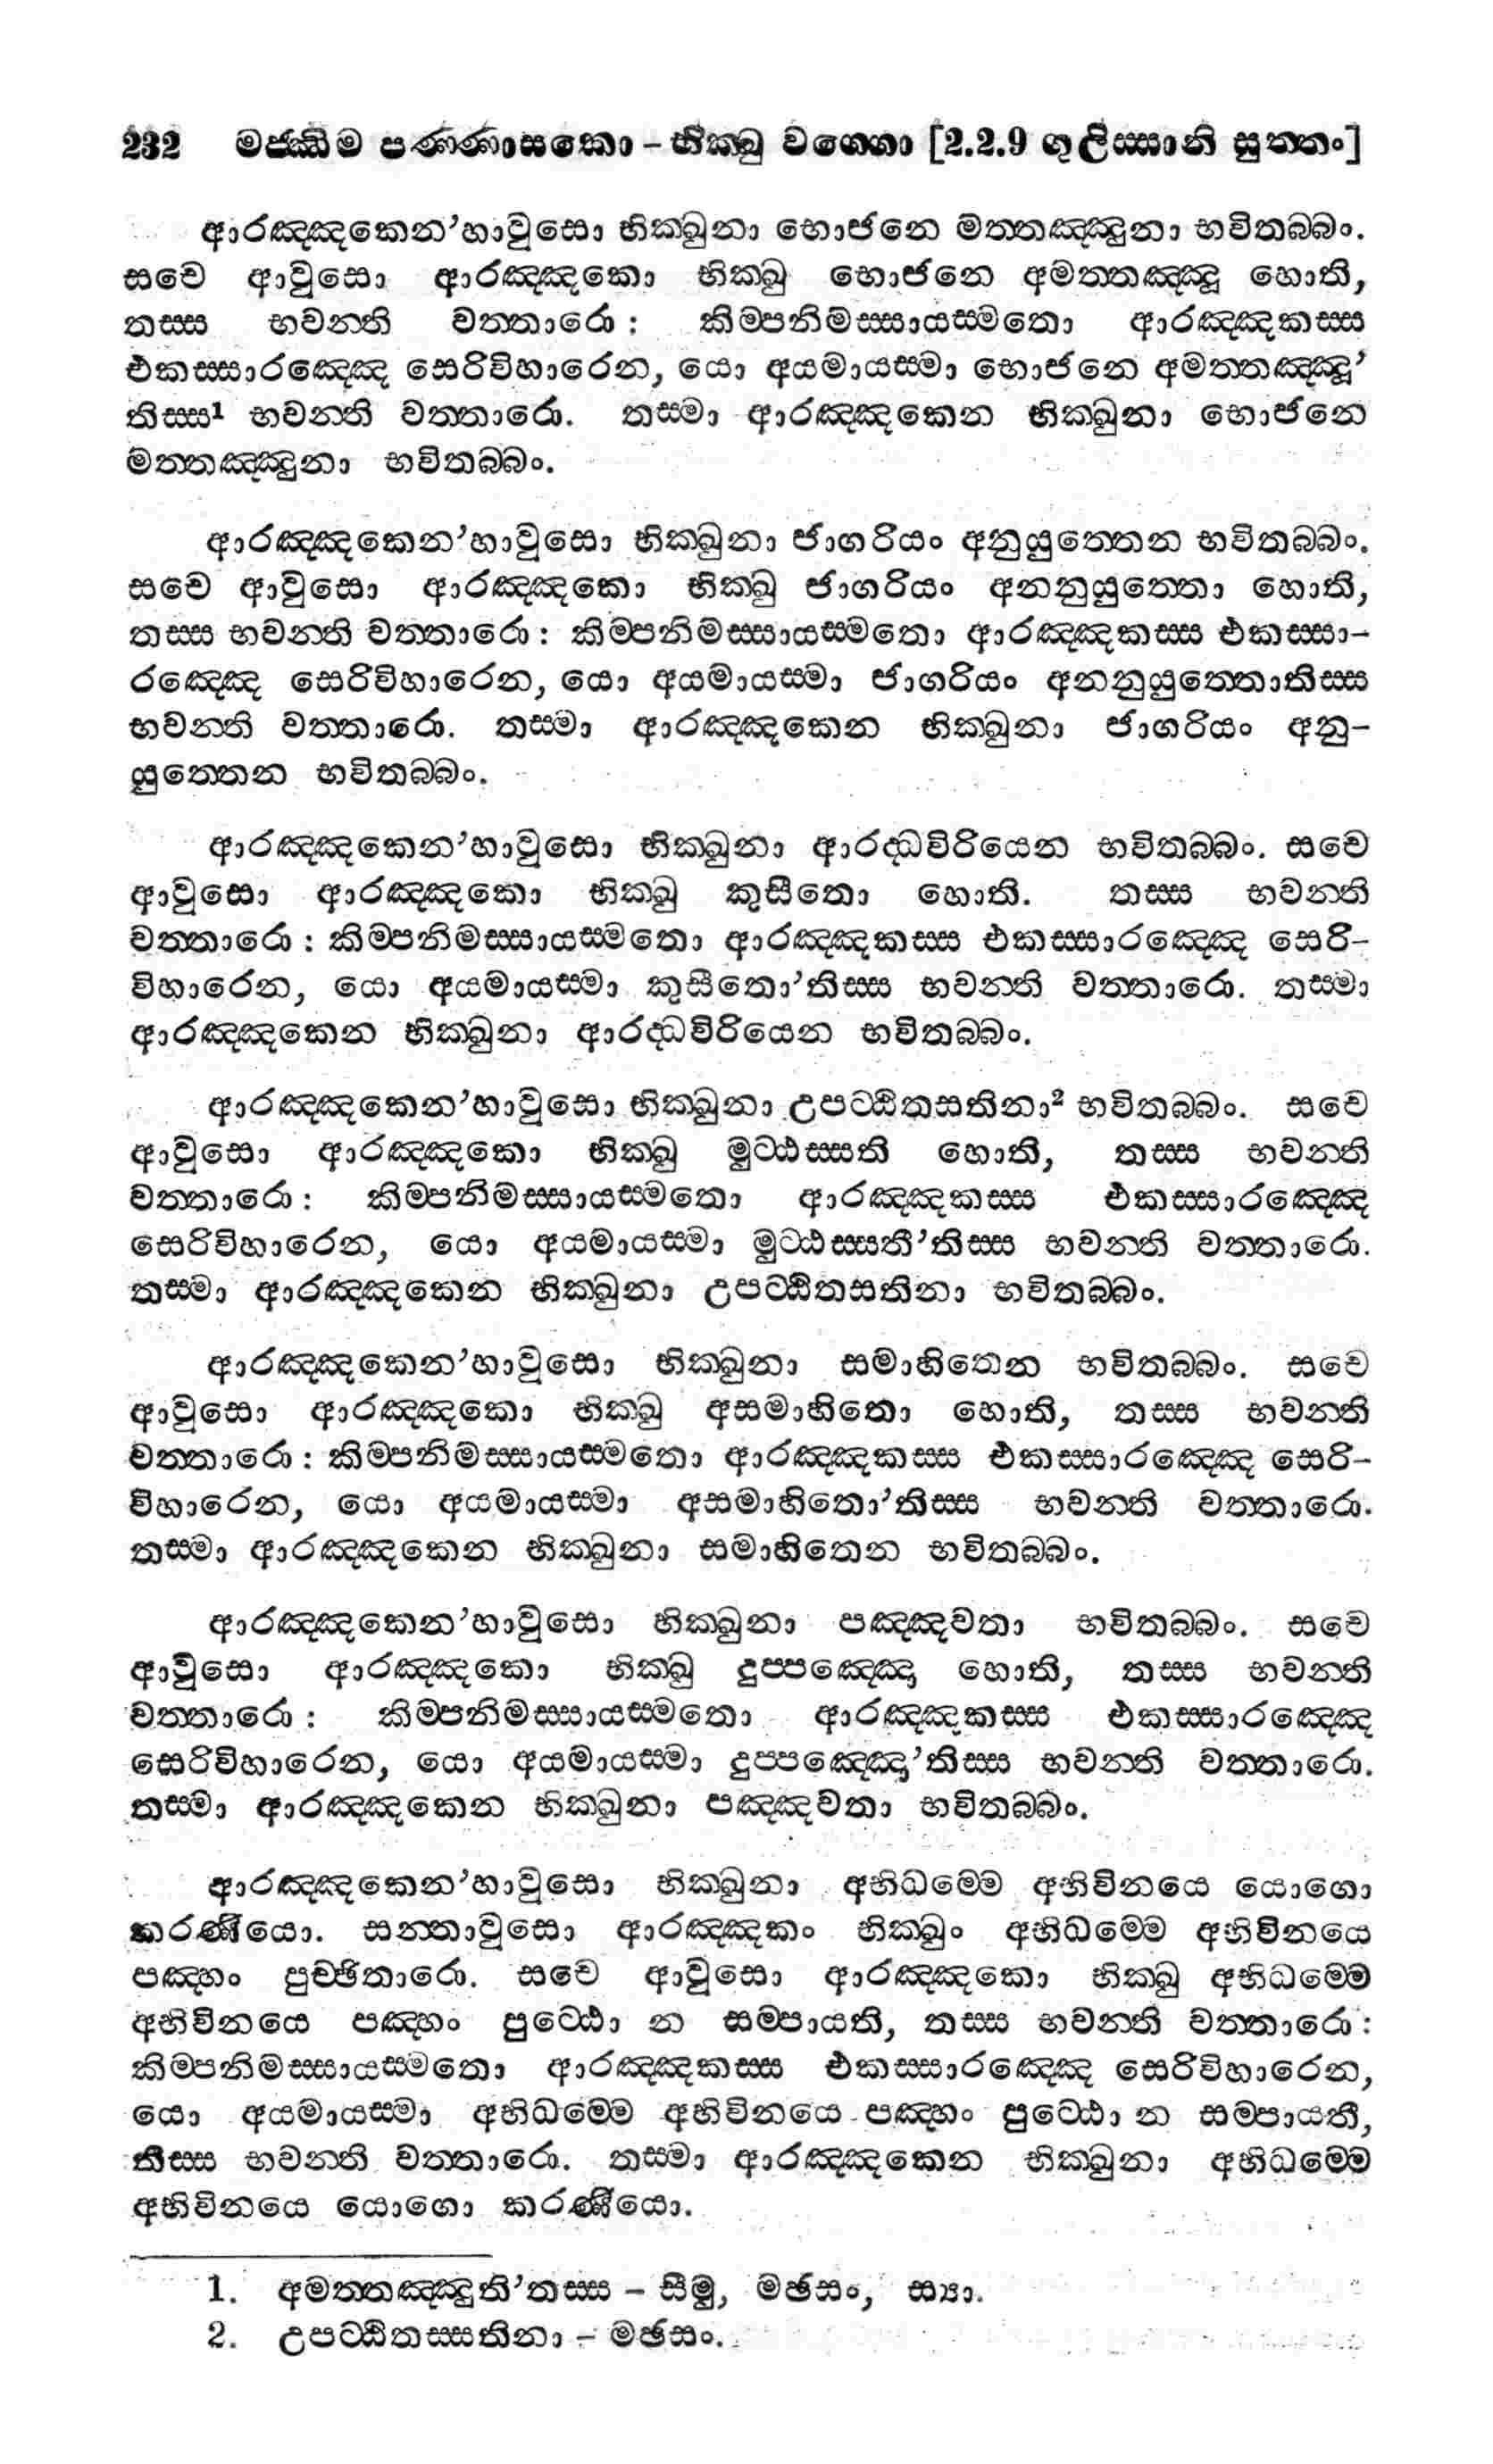 232 මජ්ඣිම පණ්ණාසකො – භික්ඛු වග්ගො [2.2.9 ගුලිස්සානි සුත්තං]
ආරඤ්ඤකෙන’හාවුසො භික්ඛුනා භොජනෙ මත්තඤ්ඤුනා භවිතබ්බං.
සචෙ ආවුසො ආරඤ්ඤකො භික්ඛු භොජනෙ අමත්තඤ්ඤූ හොති,
තස්ස භවන්ති වත්තාරො : කිම්පනිමස්සායස්මතො ආරඤ්ඤකස්ස
එකස්සාරඤ්ඤෙ සෙරිවිහාරෙන, යො අයමායස්මා භොජනෙ අමත්තඤ්ඤූ’
තිස්ස¹ භවන්ති වත්තාරො. තස්මා ආරඤ්ඤකෙන භික්ඛුනා භොජනෙ
මත්තඤ්ඤුනා භවිතබ්බං.
ආරඤ්ඤකෙන’හාවුසො භික්ඛුනා ජාගරියං අනුයුත්තෙන භවිතබ්බං.
සචෙ ආවුසො ආරඤ්ඤකො භික්ඛු ජාගරියං අනනුයුත්තො හොති,
තස්ස භවන්ති වත්තාරො : කිම්පනිමස්සායස්මතො ආරඤ්ඤකස්ස එකස්සා-
රඤ්ඤෙ සෙරිවිහාරෙන, යො අයමායස්මා ජාගරියං අනනුයුත්තොතිස්ස
භවන්ති වත්තාරො. තස්මා ආරඤ්ඤකෙන භික්ඛුනා ජාගරියං අනු-
යුත්තෙන භවිතබ්බං.
ආරඤ්ඤකෙන’හාවුසො භික්ඛුනා ආරද්ධවිරියෙන භවිතබ්බං. සචෙ
ආවුසො ආරඤ්ඤකො භික්ඛු කුසීතො හොති. තස්ස භවන්ති
වත්තාරො : කිම්පනිමස්සායස්මතො ආරඤ්ඤකස්ස එකස්සාරඤ්ඤෙ සෙරි-
විහාරෙන, යො අයමායස්මා කුසීතො’තිස්ස භවන්ති වත්තාරො. තස්මා
ආරඤ්ඤකෙන භික්ඛුනා ආරද්ධවිරියෙන භවිතබ්බං.
ආරඤ්ඤකෙන’හාවුසො භික්ඛුනා උපට්ඨිතසතිනා² භවිතබ්බං. සචෙ
ආවුසො ආරඤ්ඤකො භික්ඛු මුට්ඨස්සති හොති, තස්ස භවන්ති
වත්තාරො : කිම්පනිමස්සායස්මතො ආරඤ්ඤකස්ස එකස්සාරඤ්ඤෙ
සෙරිවිහාරෙන, යො අයමායස්මා මුට්ඨස්සතී’තිස්ස භවන්ති වත්තාරො.
තස්මා ආරඤ්ඤකෙන භික්ඛුනා උපට්ඨිතසතිනා භවිතබ්බං.
ආරඤ්ඤකෙන’හාවුසො භික්ඛුනා සමාහිතෙන භවිතබ්බං. සචෙ
ආවුසො ආරඤ්ඤකො භික්ඛු අසමාහිතො හොති, තස්ස භවන්ති
වත්තාරො : කිම්පනිමස්සායස්මතො ආරඤ්ඤකස්ස එකස්සාරඤ්ඤෙ සෙරි-
විහාරෙන, යො අයමායස්මා අසමාහිතො’තිස්ස භවන්ති වත්තාරො.
තස්මා ආරඤ්ඤකෙන භික්ඛුනා සමාහිතෙන භවිතබ්බං.
ආරඤ්ඤකෙන’හාවුසො භික්ඛුනා පඤ්ඤවතා භවිතබ්බං. සචෙ
ආවුසො ආරඤ්ඤකො භික්ඛු දුප්පඤ්ඤො හොති, තස්ස භවන්ති
වත්තාරො : කිම්පනිමස්සායස්මතො ආරඤ්ඤකස්ස එකස්සාරඤ්ඤෙ
සෙරිවිහාරෙන, යො අයමායස්මා දුප්පඤ්ඤො’තිස්ස භවන්ති වත්තාරො.
තස්මා ආරඤ්ඤකෙන භික්ඛුනා පඤ්ඤවතා භවිතබ්බං.
ආරඤ්ඤකෙන’හාවුසො භික්ඛුනා අභිධම්මෙ අභිවිනයෙ යොගො
කරණීයො. සන්තාවුසො ආරඤ්ඤකං භික්ඛුං අභිධම්මෙ අභිවිනයෙ
පඤ්හං පුච්ඡිතාරො. සචෙ ආවුසො ආරඤ්ඤකො භික්ඛු අභිධම්මෙ
අභිවිනයෙ පඤ්හං පුට්ඨො න සම්පායති, තස්ස භවන්ති වත්තාරො :
කිම්පනිමස්සායස්මතො ආරඤ්ඤකස්ස එකස්සාරඤ්ඤෙ සෙරිවිහාරෙන,
යො අයමායස්මා අභිධම්මෙ අභිවිනයෙ පඤ්හං පුට්ඨො න සම්පායතී,
තිස්ස භවන්ති වත්තාරො. තස්මා ආරඤ්ඤකෙන භික්ඛුනා අභිධම්මෙ
අභිවිනයෙ යොගො කරණීයො.
1. අමත්තඤ්ඤුති’තස්ස – සීමු, මඡසං, ස්‍යා.
2. උපට්ඨිතස්සතිනා – මඡසං.